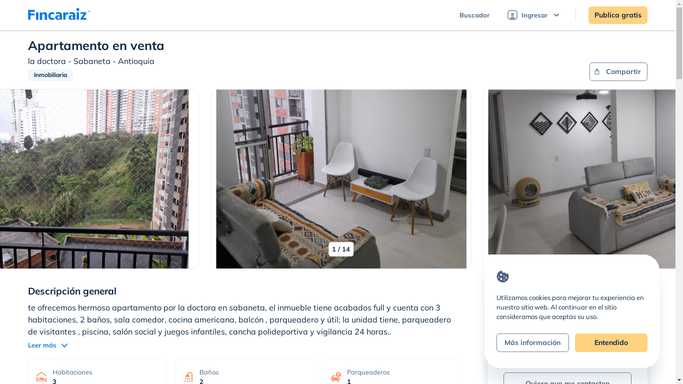 Fincaraiz
Buscador
Ingresar
Publica gratis
Apartamento en venta
la doctora - Sabaneta - Antioquia
Inmobiliaria
Compartir
1 / 14
Descripción general
te ofrecemos hermoso apartamento por la doctora en sabaneta, el inmueble tiene acabados full y cuenta con 3
habitaciones, 2 baños, sala comedor, cocina americana, balcón , parqueadero y útil; la unidad tiene, parqueadero
de visitantes , piscina, salón social y juegos infantiles, cancha polideportiva y vigilancia 24 horas..
Leer más
Habitaciones
3
Baños
2
Parqueaderos
1
Utilizamos cookies para mejorar tu experiencia en
nuestro sitio web. Al continuar en el sitio
consideramos que aceptas su uso.
Más información
Entendido
Quiero que me contacten